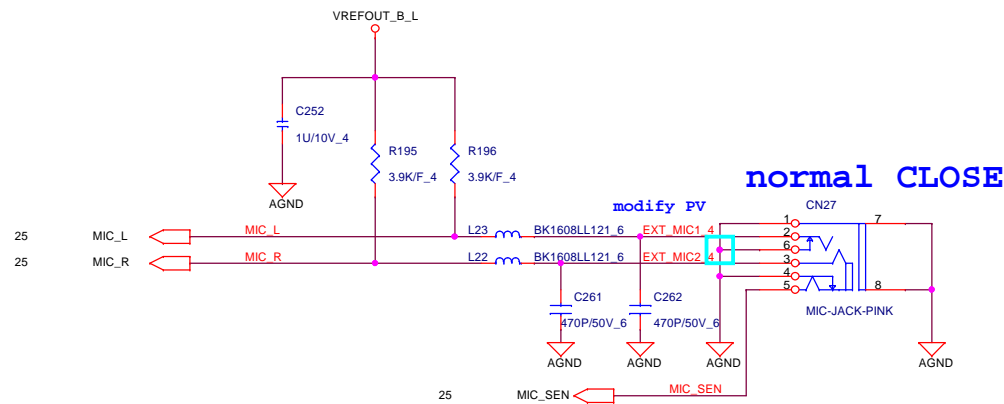 VREFOUT_B_L
C252
1U/10V_4
R195
R196
3.9K/F_4
3.9K/F_4
AGND
normal CLOSE
modify PV
CN27
25
MIC_L
MIC_L
L23
BK1608LL121_6
EXT_MIC1_4
25
MIC_R
MIC_R
L22
BK1608LL121_6
EXT_MIC2_4
1
2
6
3
4
5
7
8
MIC-JACK-PINK
C261
470P/50V_6
C262
470P/50V_6
AGND
AGND
AGND
AGND
25
MIC_SEN
MIC_SEN